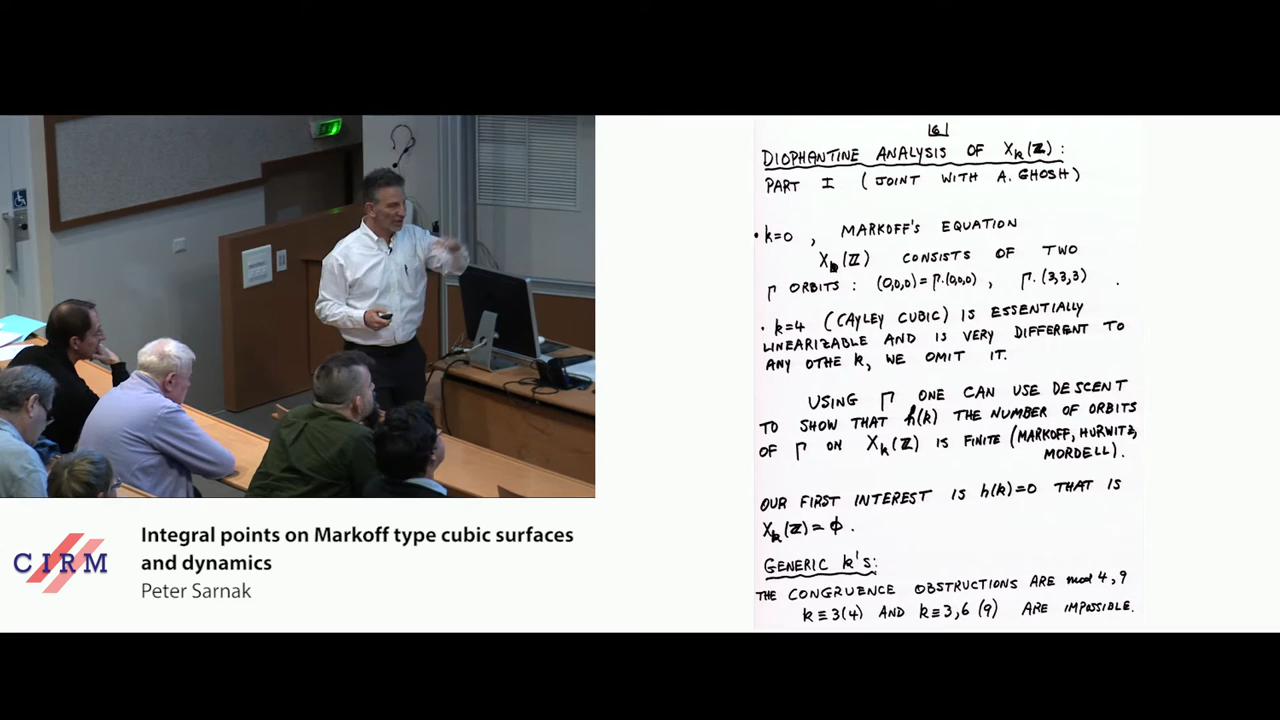 |6|
DIOPHANTINE ANALYSIS OF Xk(Z):
PART I (JOINT WITH A. GHOSH)
• k=0, MARKOFF'S EQUATION
Xk(Z) CONSISTS OF TWO
Γ ORBITS: (0,0,0) = Γ.(0,0,0), Γ.(3,3,3).
• k=4 (CAYLEY CUBIC) IS ESSENTIALLY
LINEARIZABLE AND IS VERY DIFFERENT TO
ANY OTHE k, WE OMIT IT.
USING Γ ONE CAN USE DESCENT
TO SHOW THAT h(k) THE NUMBER OF ORBITS
OF Γ ON Xk(Z) IS FINITE (MARKOFF, HURWITZ,
MORDELL).
OUR FIRST INTEREST IS h(k)=0 THAT IS
Xk(Z) = ϕ.
GENERIC k's:
THE CONGRUENCE OBSTRUCTIONS ARE mod 4, 9
k≡3(4) AND k≡3,6 (9) ARE IMPOSSIBLE.
CIRM
Integral points on Markoff type cubic surfaces
and dynamics
Peter Sarnak